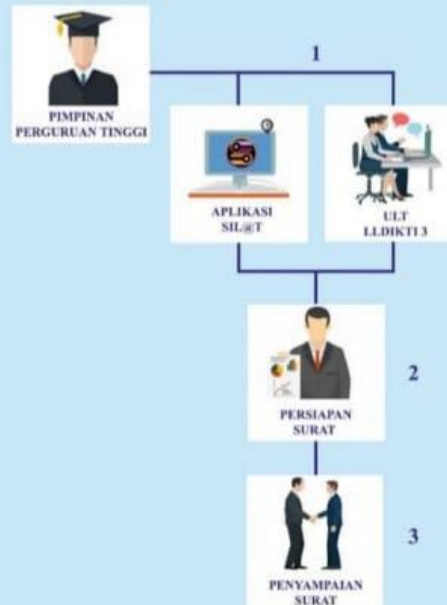 1
PIMPINAN
PERGURUAN TINGGI
APLIKASI
SIL@T
ULT
LLDIKTI 3
2
PERSIAPAN
SURAT
3
PENYAMPAIAN
SURAT